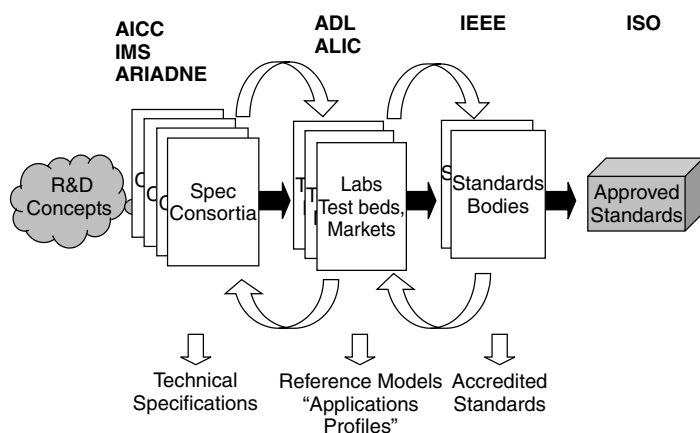 AICC
IMS
ARIADNE
ADL
ALIC
IEEE
ISO
R&D
Concepts
C
C
C
Spec
Consortia
T
T
Labs
Test beds,
Markets
S
Standards
Bodies
Approved
Standards
Technical
Specifications
Reference Models
“Applications
Profiles”
Accredited
Standards